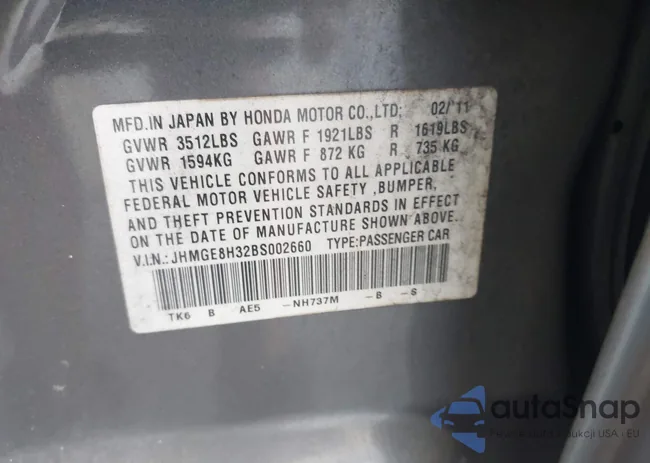 MFD.IN JAPAN BY HONDA MOTOR CO.,LTD: 02/'11
GVWR 3512LBS GAWR F 1921LBS R 1619LBS
GVWR 1594KG GAWR F 872 KG R 735 KG
THIS VEHICLE CONFORMS TO ALL APPLICABLE
FEDERAL MOTOR VEHICLE SAFETY ,BUMPER,
AND THEFT PREVENTION STANDARDS IN EFFECT
ON THE DATE OF MANUFACTURE SHOWN ABOVE.
V.I.N.:JHMGE8H32BS002660 TYPE:PASSENGER CAR
TK6 B AE5 -NH737M -B -S
autoSnap
USA - EU